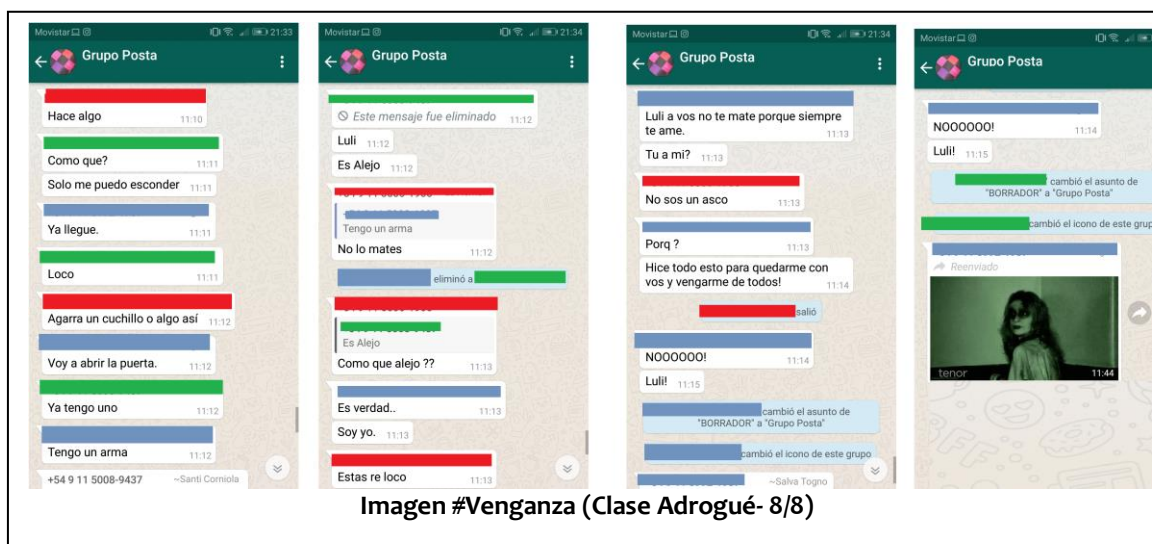 Movistar 21:33
Grupo Posta
Hace algo 11:10
Como que? 11:11
Solo me puedo esconder 11:11
Ya llegue. 11:11
Loco 11:11
Agarra un cuchillo o algo así 11:12
Voy a abrir la puerta. 11:12
Ya tengo uno 11:12
Tengo un arma 11:12
+54 9 11 5008-9437 ~Santi Corniola
Movistar 21:34
Grupo Posta
Este mensaje fue eliminado 11:12
Luli 11:12
Es Alejo 11:12
Tengo un arma
No lo mates 11:12
eliminó a
Es Alejo
Como que alejo ?? 11:13
Es verdad.. 11:13
Soy yo. 11:13
Estas re loco 11:13
Movistar 21:34
Grupo Posta
Luli a vos no te mate porque siempre
te ame. 11:13
Tu a mi? 11:13
No sos un asco 11:13
Porq ? 11:13
Hice todo esto para quedarme con
vos y vengarme de todos! 11:14
salió
NOOOOOO! 11:14
Luli! 11:15
cambió el asunto de
"BORRADOR" a "Grupo Posta"
cambió el icono de este grupo
~Salva Togno
Movistar
Grupo Posta
NOOOOOO! 11:14
Luli! 11:15
cambió el asunto de
"BORRADOR" a "Grupo Posta"
cambió el icono de este grup
Reenviado
tenor 11:44
Imagen #Venganza (Clase Adrogué- 8/8)